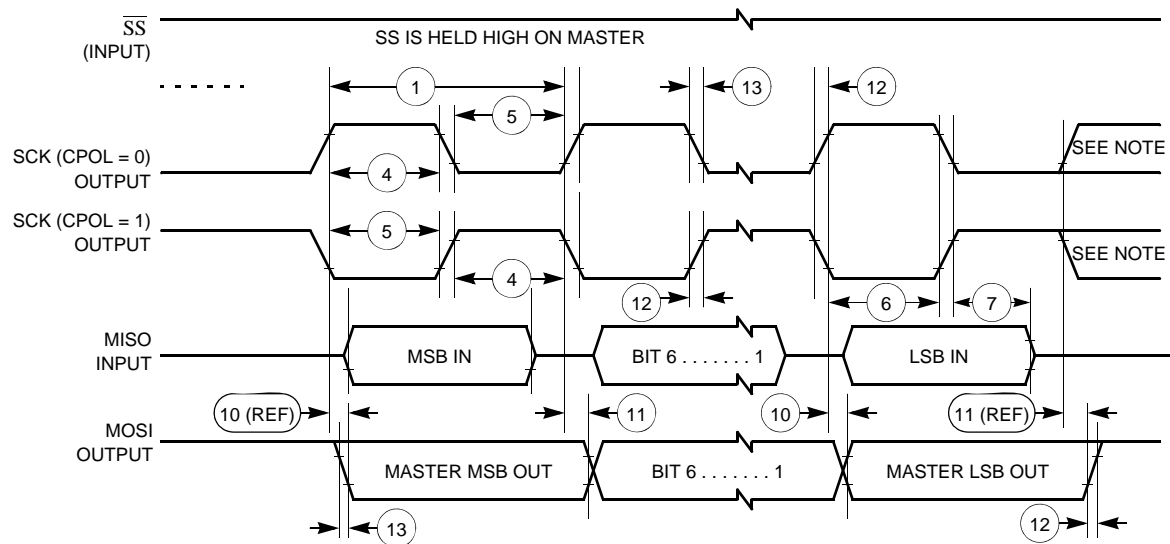 SS
(INPUT)
SS IS HELD HIGH ON MASTER
1
13
12
5
SCK (CPOL = 0)
OUTPUT
4
SEE NOTE
SCK (CPOL = 1)
OUTPUT
5
4
SEE NOTE
12
6
7
MISO
INPUT
MSB IN
BIT 6 . . . . . . . 1
LSB IN
10 (REF)
11
10
11 (REF)
MOSI
OUTPUT
MASTER MSB OUT
BIT 6 . . . . . . . 1
MASTER LSB OUT
13
12